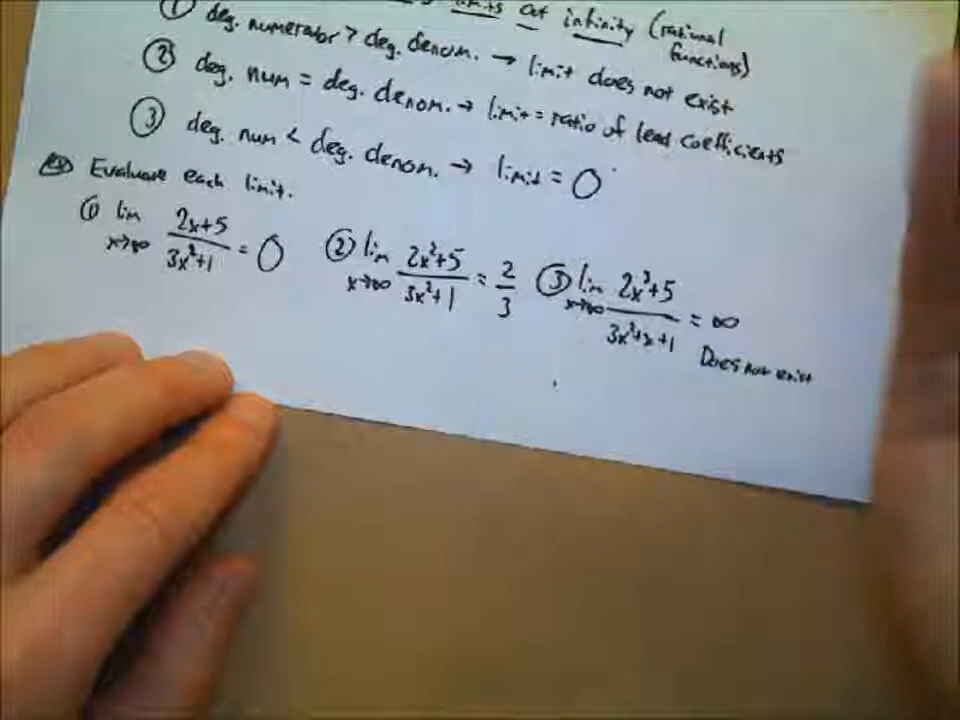 limits at infinity (rational functions)
① deg. numerator > deg. denom. → limit does not exist
② deg. num = deg. denom. → limit = ratio of lead coefficients
③ deg. num < deg. denom. → limit = 0
Evaluate each limit.
① lim x→∞ (2x+5)/(3x²+1) = 0
② lim x→∞ (2x²+5)/(3x²+1) = 2/3
③ lim x→∞ (2x³+5)/(3x²+x+1) = ∞
Does not exist